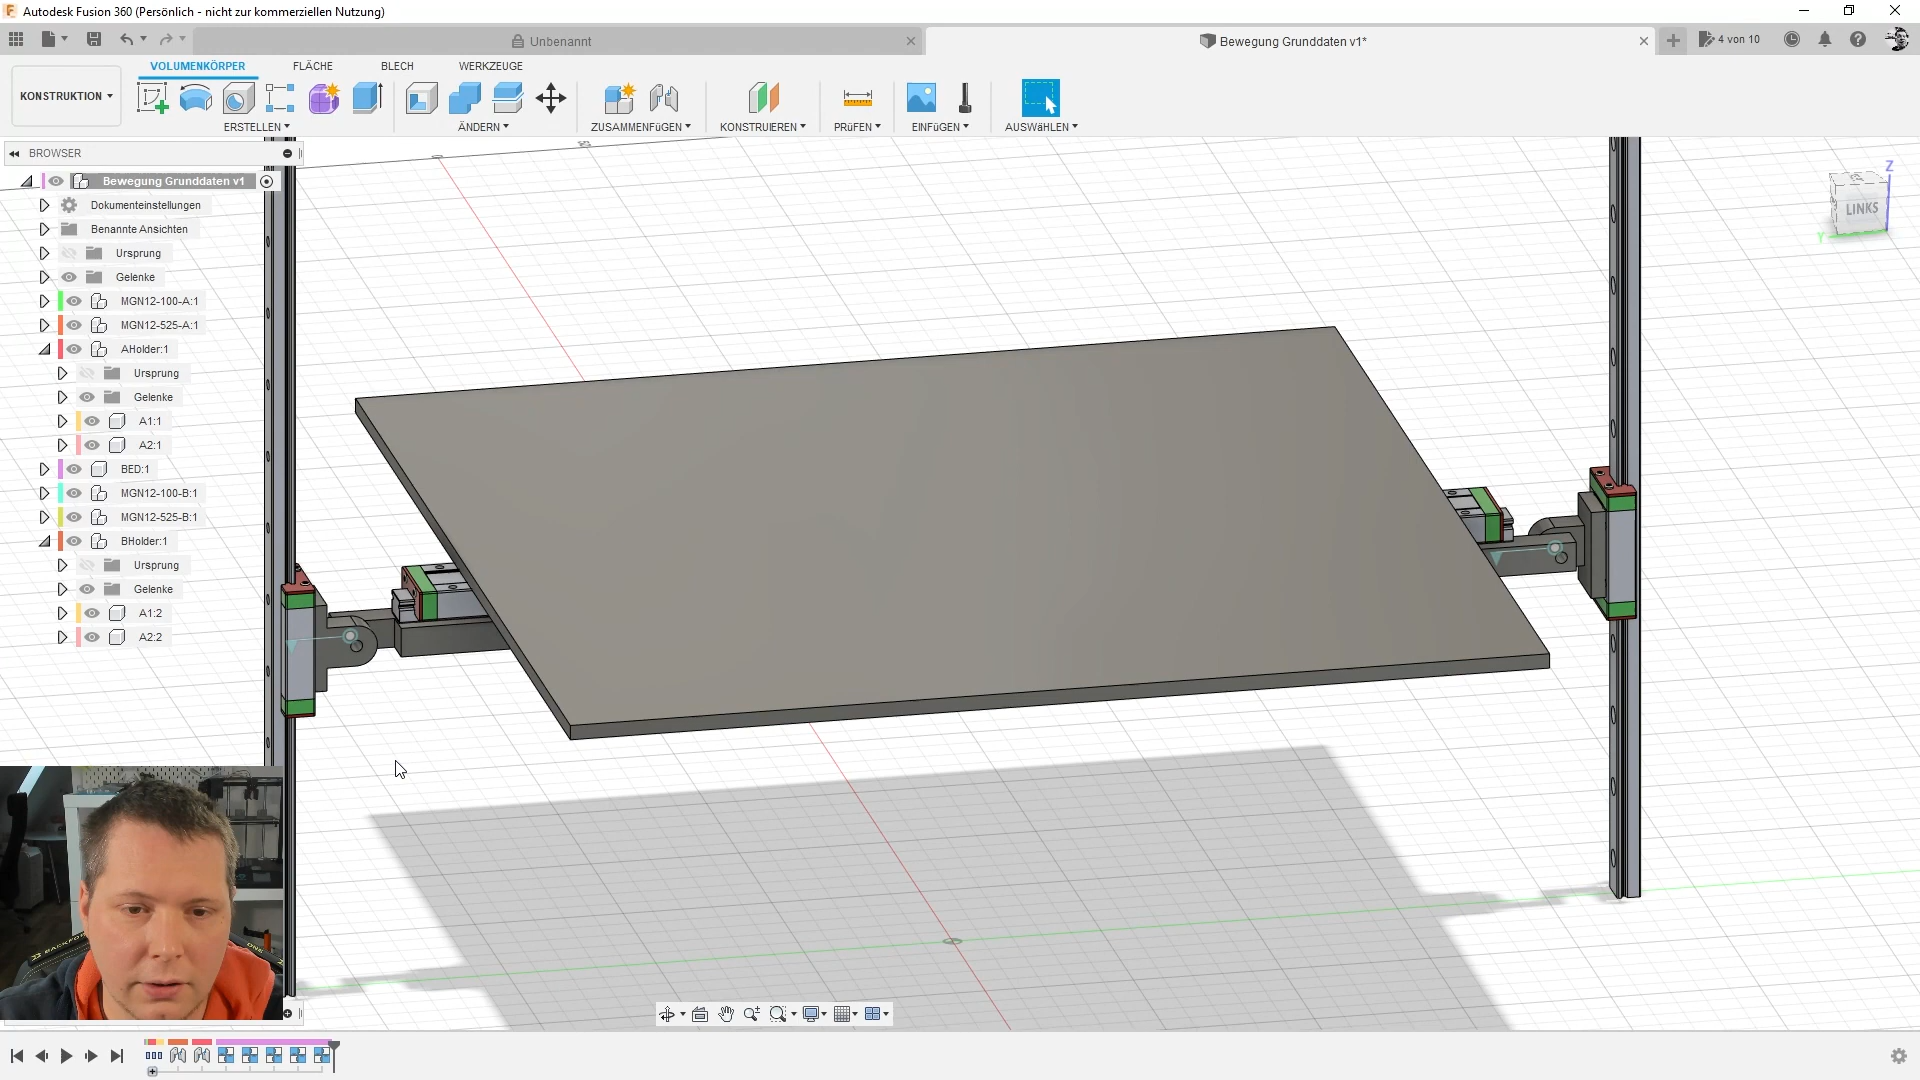 Autodesk Fusion 360 (Persönlich - nicht zur kommerziellen Nutzung)
Unbenannt
Bewegung Grunddaten v1*
4 von 10
VOLUMENKÖRPER
FLÄCHE
BLECH
WERKZEUGE
KONSTRUKTION
ERSTELLEN
ÄNDERN
ZUSAMMENFüGEN
KONSTRUIEREN
PRüFEN
EINFüGEN
AUSWäHLEN
BROWSER
Bewegung Grunddaten v1
Dokumenteinstellungen
Benannte Ansichten
Ursprung
Gelenke
MGN12-100-A:1
MGN12-525-A:1
AHolder:1
Ursprung
Gelenke
A1:1
A2:1
BED:1
MGN12-100-B:1
MGN12-525-B:1
BHolder:1
Ursprung
Gelenke
A1:2
A2:2
Z
LINKS
Y